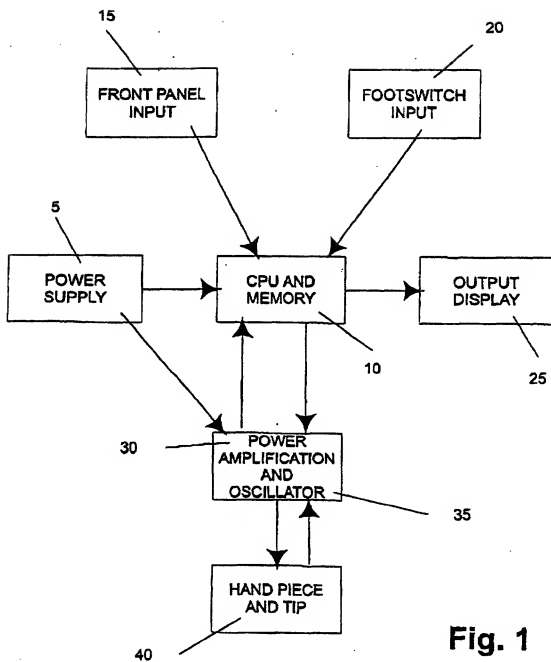 15
20
FRONT PANEL
INPUT
FOOTSWITCH
INPUT
5
POWER
SUPPLY
CPU AND
MEMORY
OUTPUT
DISPLAY
10
25
30
POWER
AMPLIFICATION
AND
OSCILLATOR
35
HAND PIECE
AND TIP
40
Fig. 1